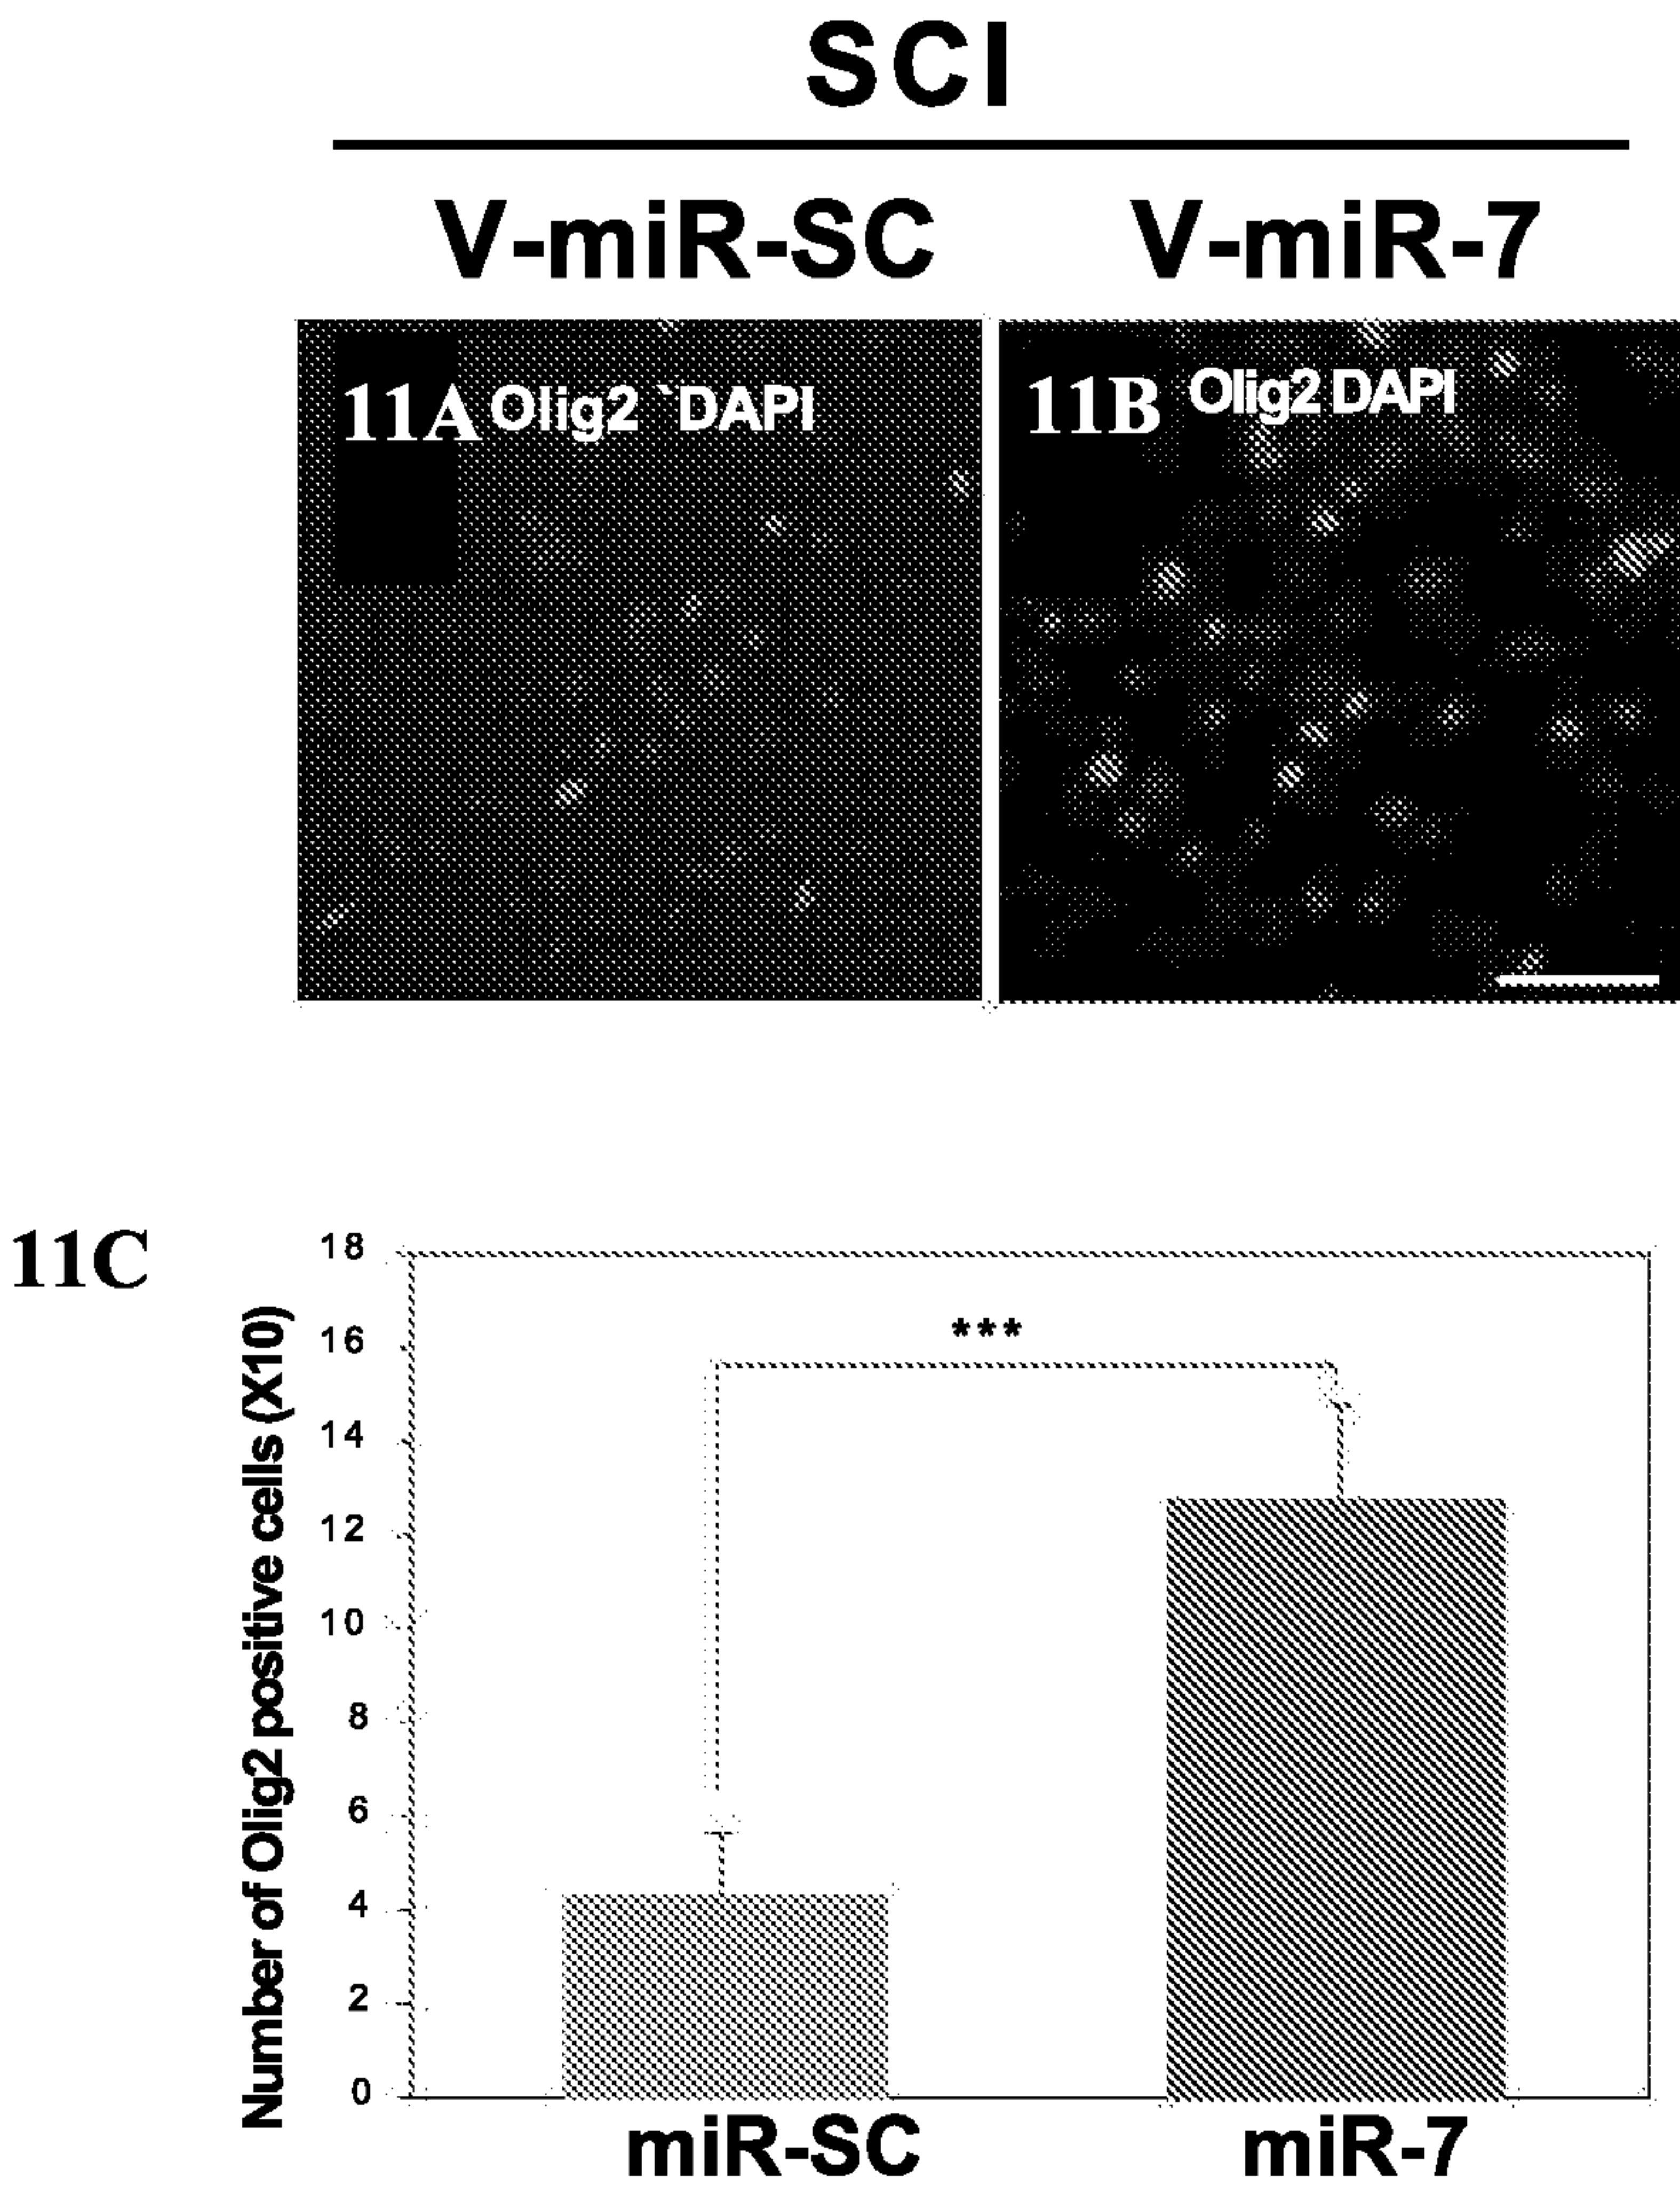 SCI
V-miR-SC V-miR-7
11A Olig2 `DAPI 11B Olig2 DAPI
11C
Number of Olig2 positive cells (X10)
18
16
14
12
10
8
6
4
2
0
***
miR-SC miR-7